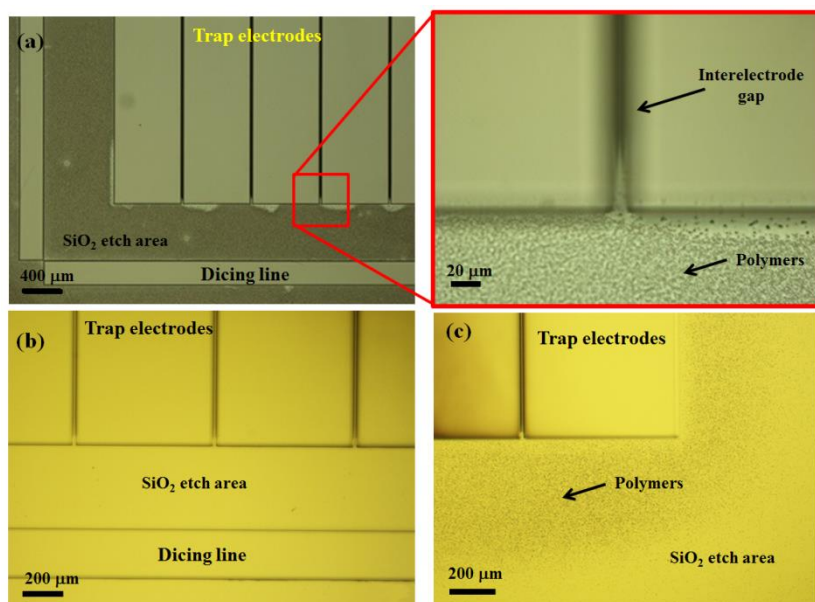 (a)
Trap electrodes
SiO₂ etch area
Dicing line
400 μm
Interelectrode
gap
Polymers
20 μm
(b)
Trap electrodes
SiO₂ etch area
Dicing line
200 μm
(c)
Trap electrodes
Polymers
SiO₂ etch area
200 μm